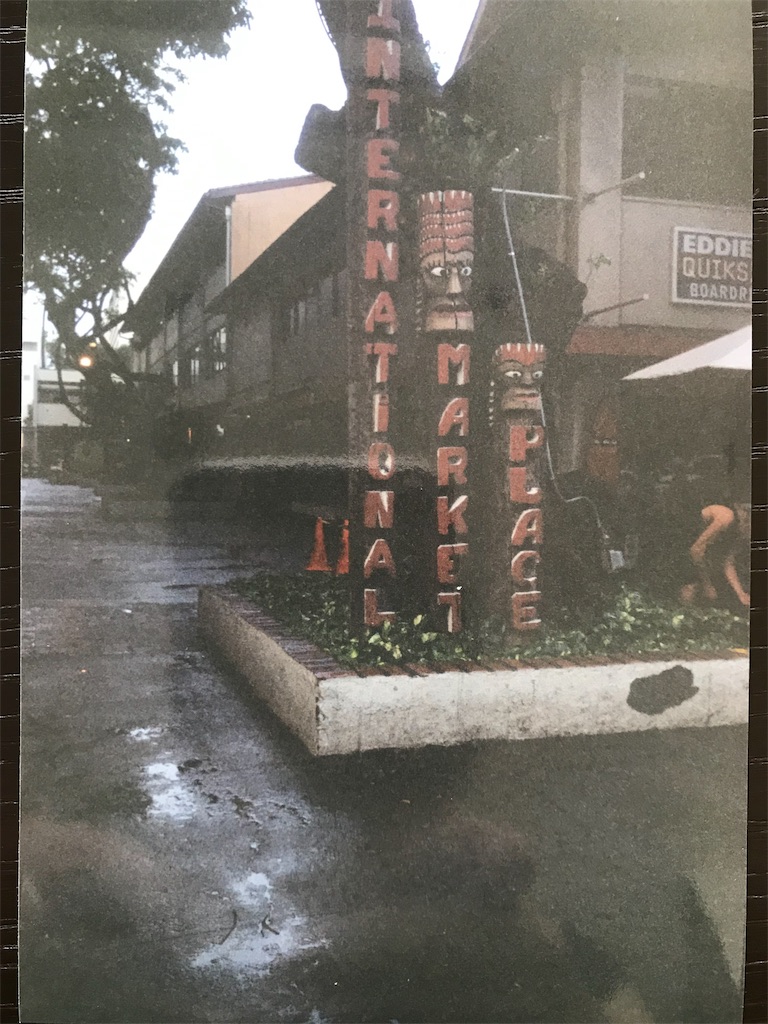 INTERNATIONAL
MARKET
PLACE
EDDIE
QUIKS
BOARDR